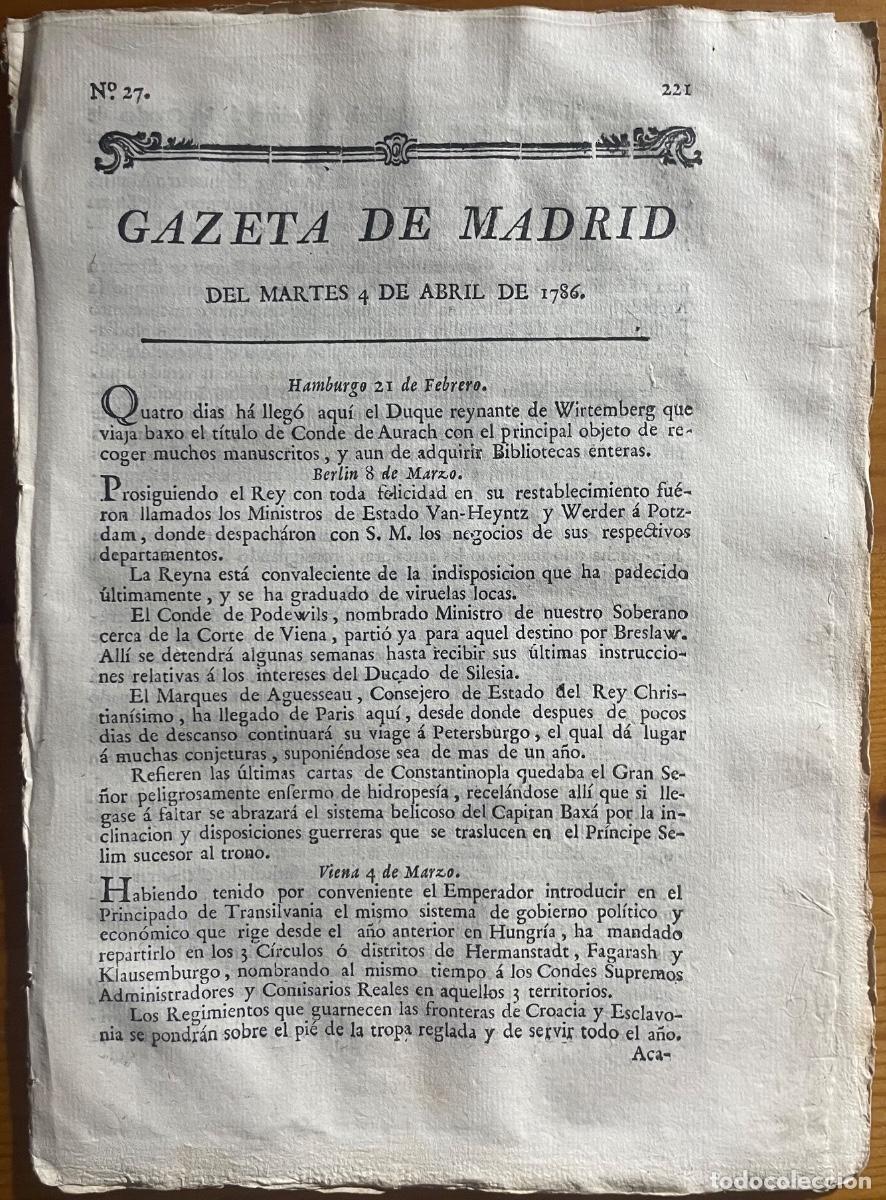 Nº. 27.
221
GAZETA DE MADRID
DEL MARTES 4 DE ABRIL DE 1786.
Hamburgo 21 de Febrero.
Quatro dias há llegó aquí el Duque reynante de Wirtemberg que
viaja baxo el título de Conde de Aurach con el principal objeto de re-
coger muchos manuscritos, y aun de adquirir Bibliotecas enteras.
Berlin 8 de Marzo.
Prosiguiendo el Rey con toda felicidad en su restablecimiento fué-
ron llamados los Ministros de Estado Van-Heyntz y Werder á Potz-
dam, donde despacháron con S. M. los negocios de sus respectivos
departamentos.
La Reyna está convaleciente de la indisposicion que ha padecido
últimamente, y se ha graduado de viruelas locas.
El Conde de Podewils, nombrado Ministro de nuestro Soberano
cerca de la Corte de Viena, partió ya para aquel destino por Breslaw.
Allí se detendrá algunas semanas hasta recibir sus últimas instruccio-
nes relativas á los intereses del Ducado de Silesia.
El Marques de Aguesseau, Consejero de Estado del Rey Chris-
tianísimo, ha llegado de Paris aquí, desde donde despues de pocos
dias de descanso continuará su viage á Petersburgo, el qual dá lugar
á muchas conjeturas, suponiéndose sea de mas de un año.
Refieren las últimas cartas de Constantinopla quedaba el Gran Se-
ñor peligrosamente enfermo de hidropesía, recelándose allí que si lle-
gase á faltar se abrazará el sistema belicoso del Capitan Baxá por la in-
clinacion y disposiciones guerreras que se traslucen en el Príncipe Se-
lim sucesor al trono.
Viena 4 de Marzo.
Habiendo tenido por conveniente el Emperador introducir en el
Principado de Transilvania el mismo sistema de gobierno político y
económico que rige desde el año anterior en Hungría, ha mandado
repartirlo en los 3 Círculos ó distritos de Hermanstadt, Fagarash y
Klausemburgo, nombrando al mismo tiempo á los Condes Supremos
Administradores y Comisarios Reales en aquellos 3 territorios.
Los Regimientos que guarnecen las fronteras de Croacia y Esclavo-
nia se pondrán sobre el pié de la tropa reglada y de servir todo el año.
Aca-
todocoleccion